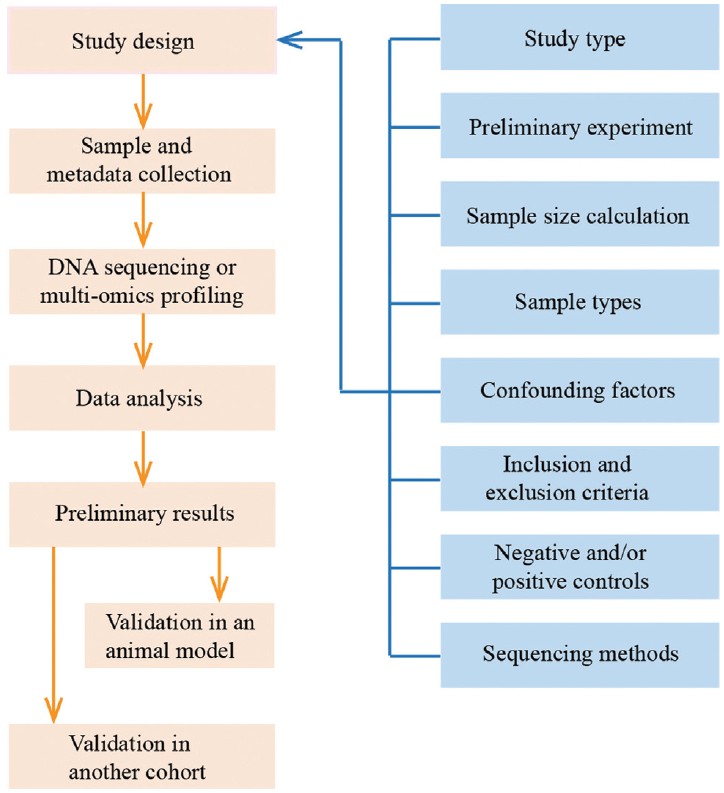 Study design
Sample and
metadata collection
DNA sequencing or
multi-omics profiling
Data analysis
Preliminary results
Validation in an
animal model
Validation in
another cohort
Study type
Preliminary experiment
Sample size calculation
Sample types
Confounding factors
Inclusion and
exclusion criteria
Negative and/or
positive controls
Sequencing methods